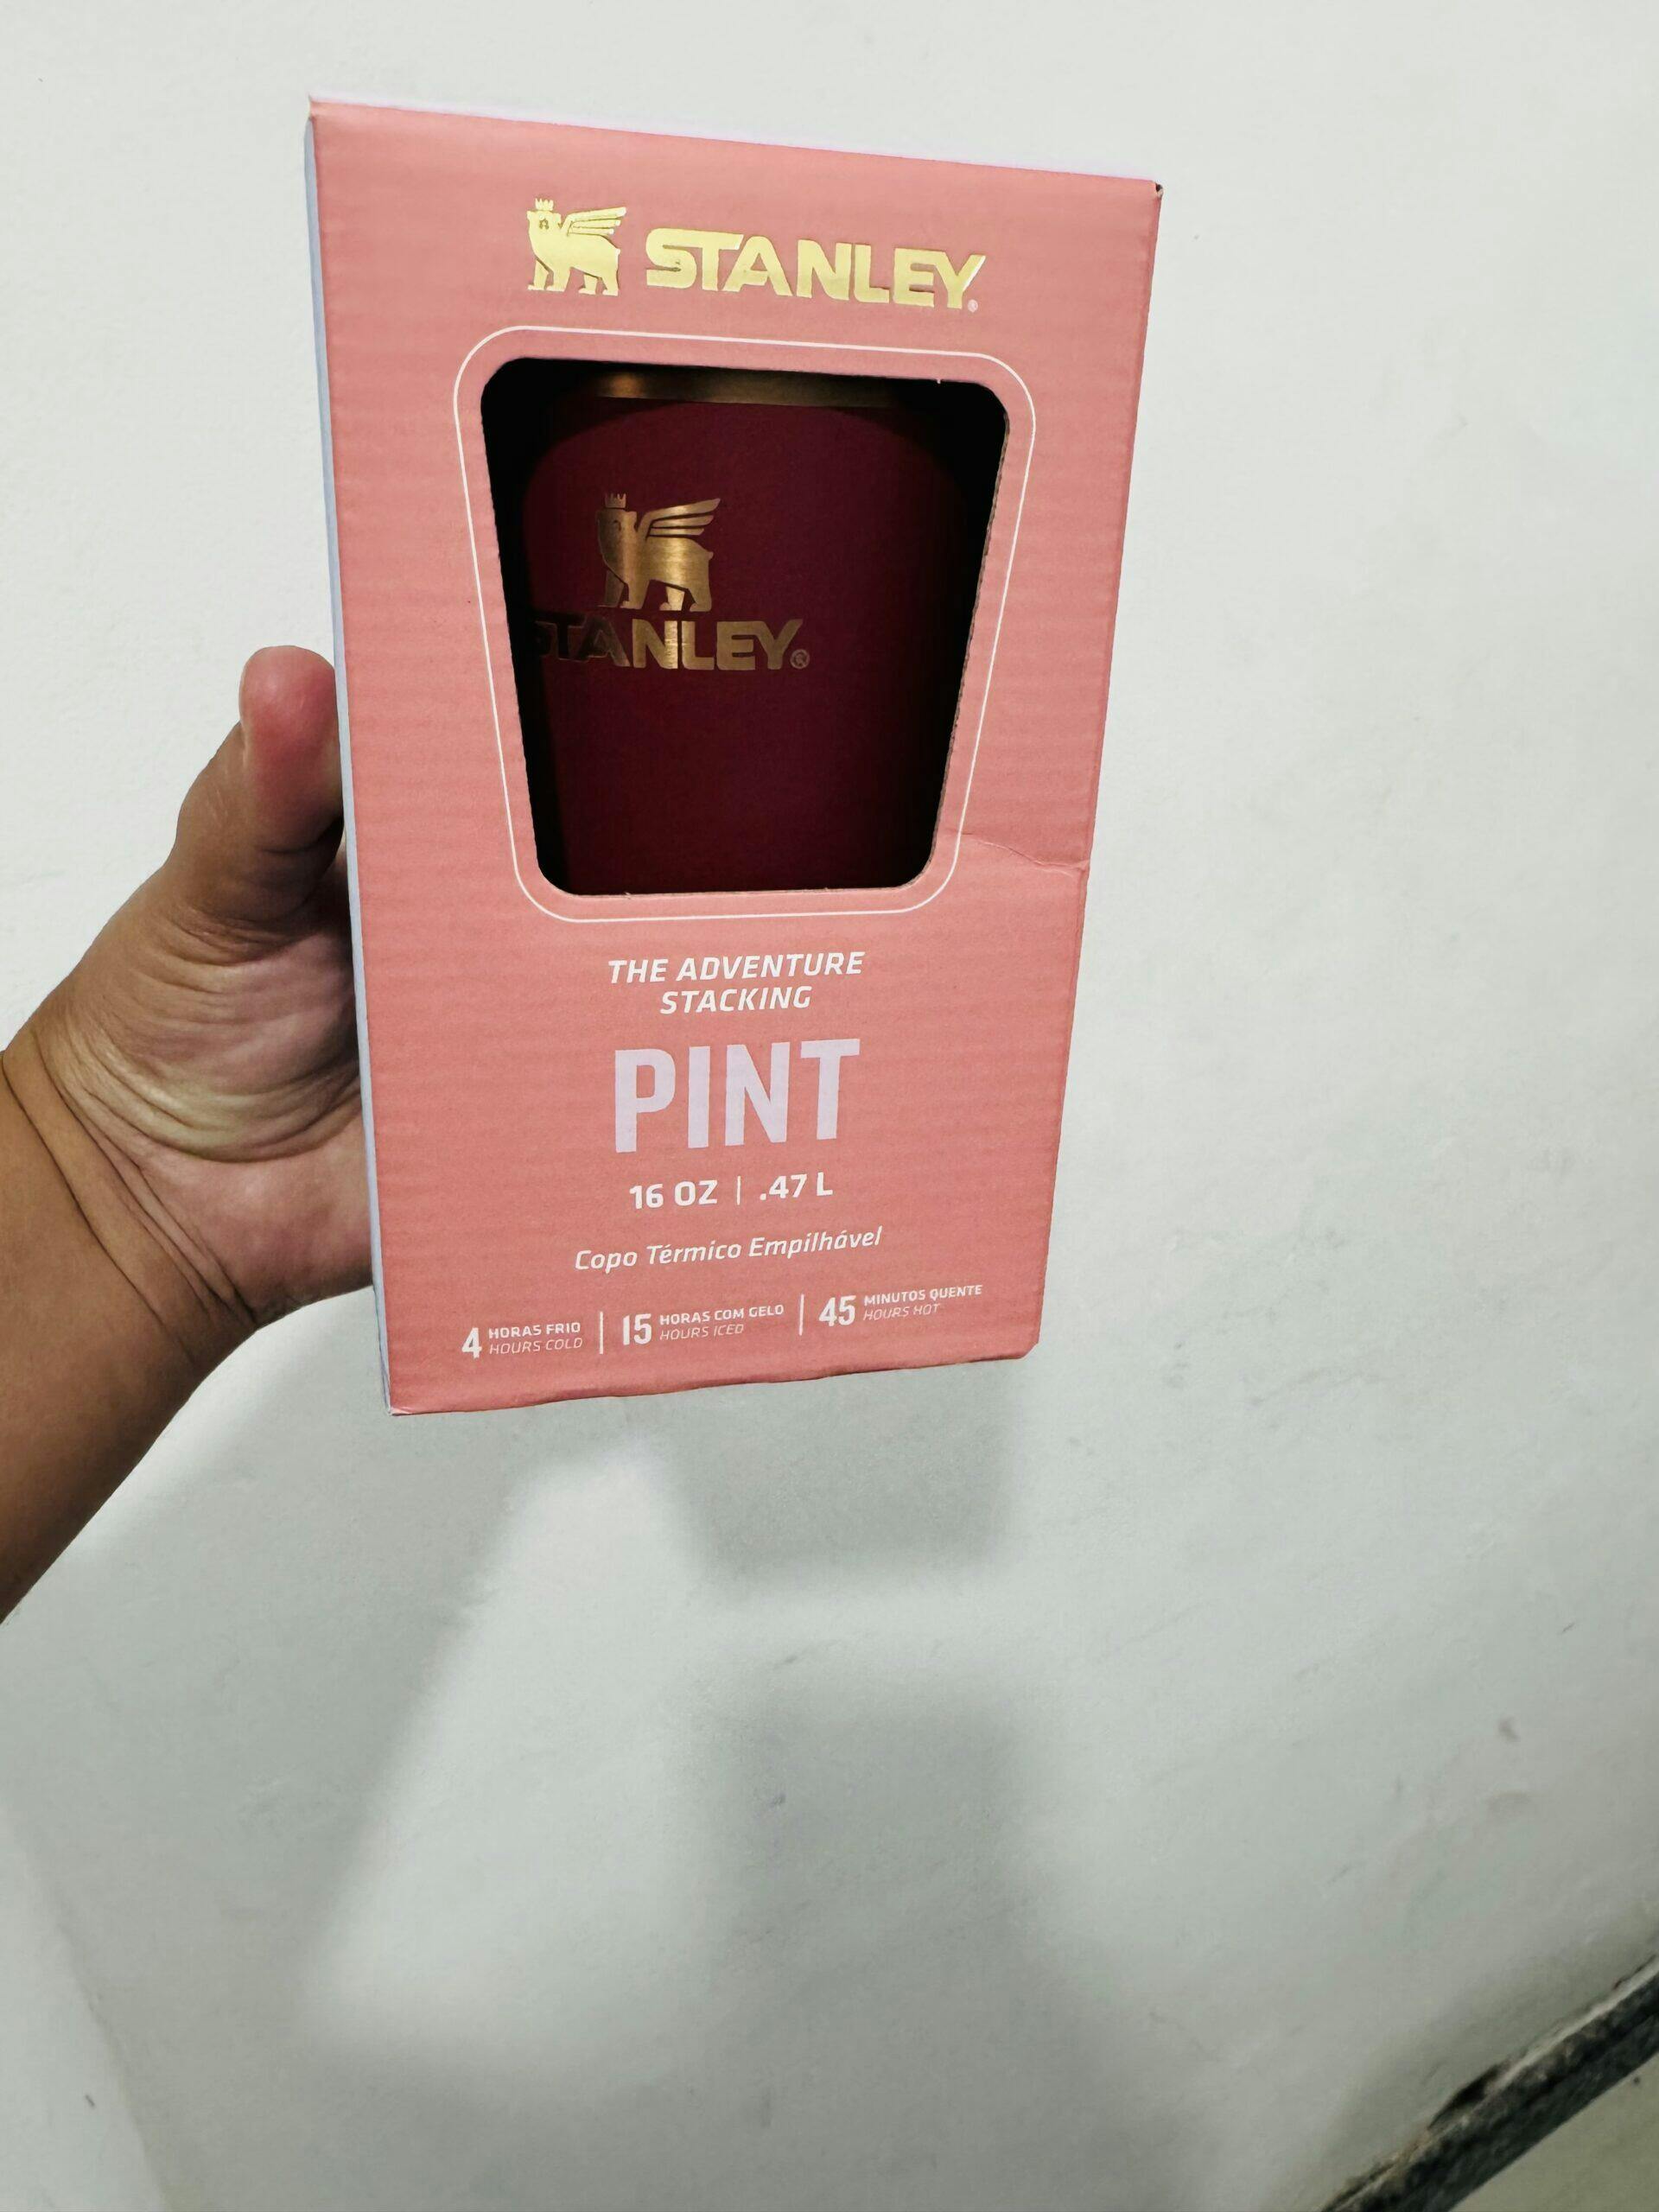 STANLEY®
STANLEY®
THE ADVENTURE
STACKING
PINT
16 OZ | .47 L
Copo Térmico Empilhável
4 HORAS FRIO
HOURS COLD
15 HORAS COM GELO
HOURS ICED
45 MINUTOS QUENTE
HOURS HOT